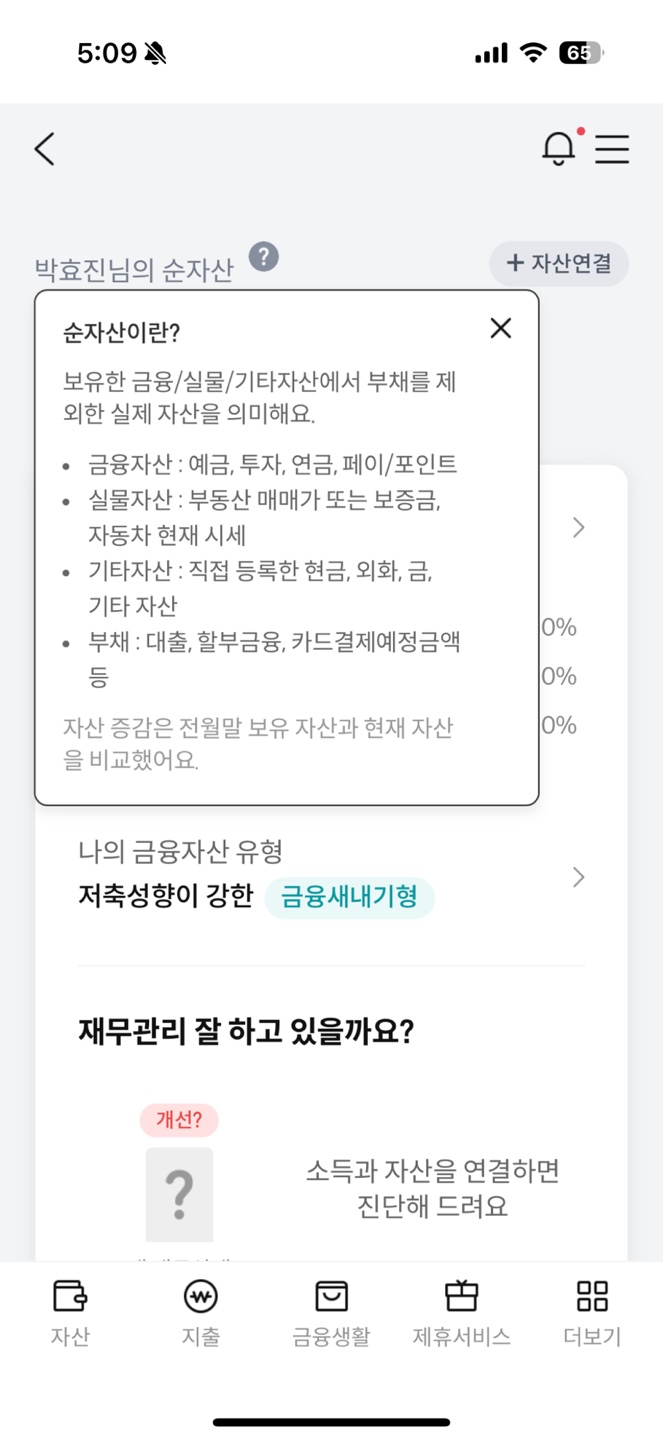 5:09
65
박효진님의 순자산 ?
+ 자산연결
순자산이란?
보유한 금융/실물/기타자산에서 부채를 제
외한 실제 자산을 의미해요.
• 금융자산 : 예금, 투자, 연금, 페이/포인트
• 실물자산 : 부동산 매매가 또는 보증금,
자동차 현재 시세
• 기타자산 : 직접 등록한 현금, 외화, 금,
기타 자산
• 부채 : 대출, 할부금융, 카드결제예정금액
등
자산 증감은 전월말 보유 자산과 현재 자산
을 비교했어요.
0%
0%
0%
나의 금융자산 유형
저축성향이 강한 금융새내기형
재무관리 잘 하고 있을까요?
개선?
?
소득과 자산을 연결하면
진단해 드려요
자산
지출
금융생활
제휴서비스
더보기